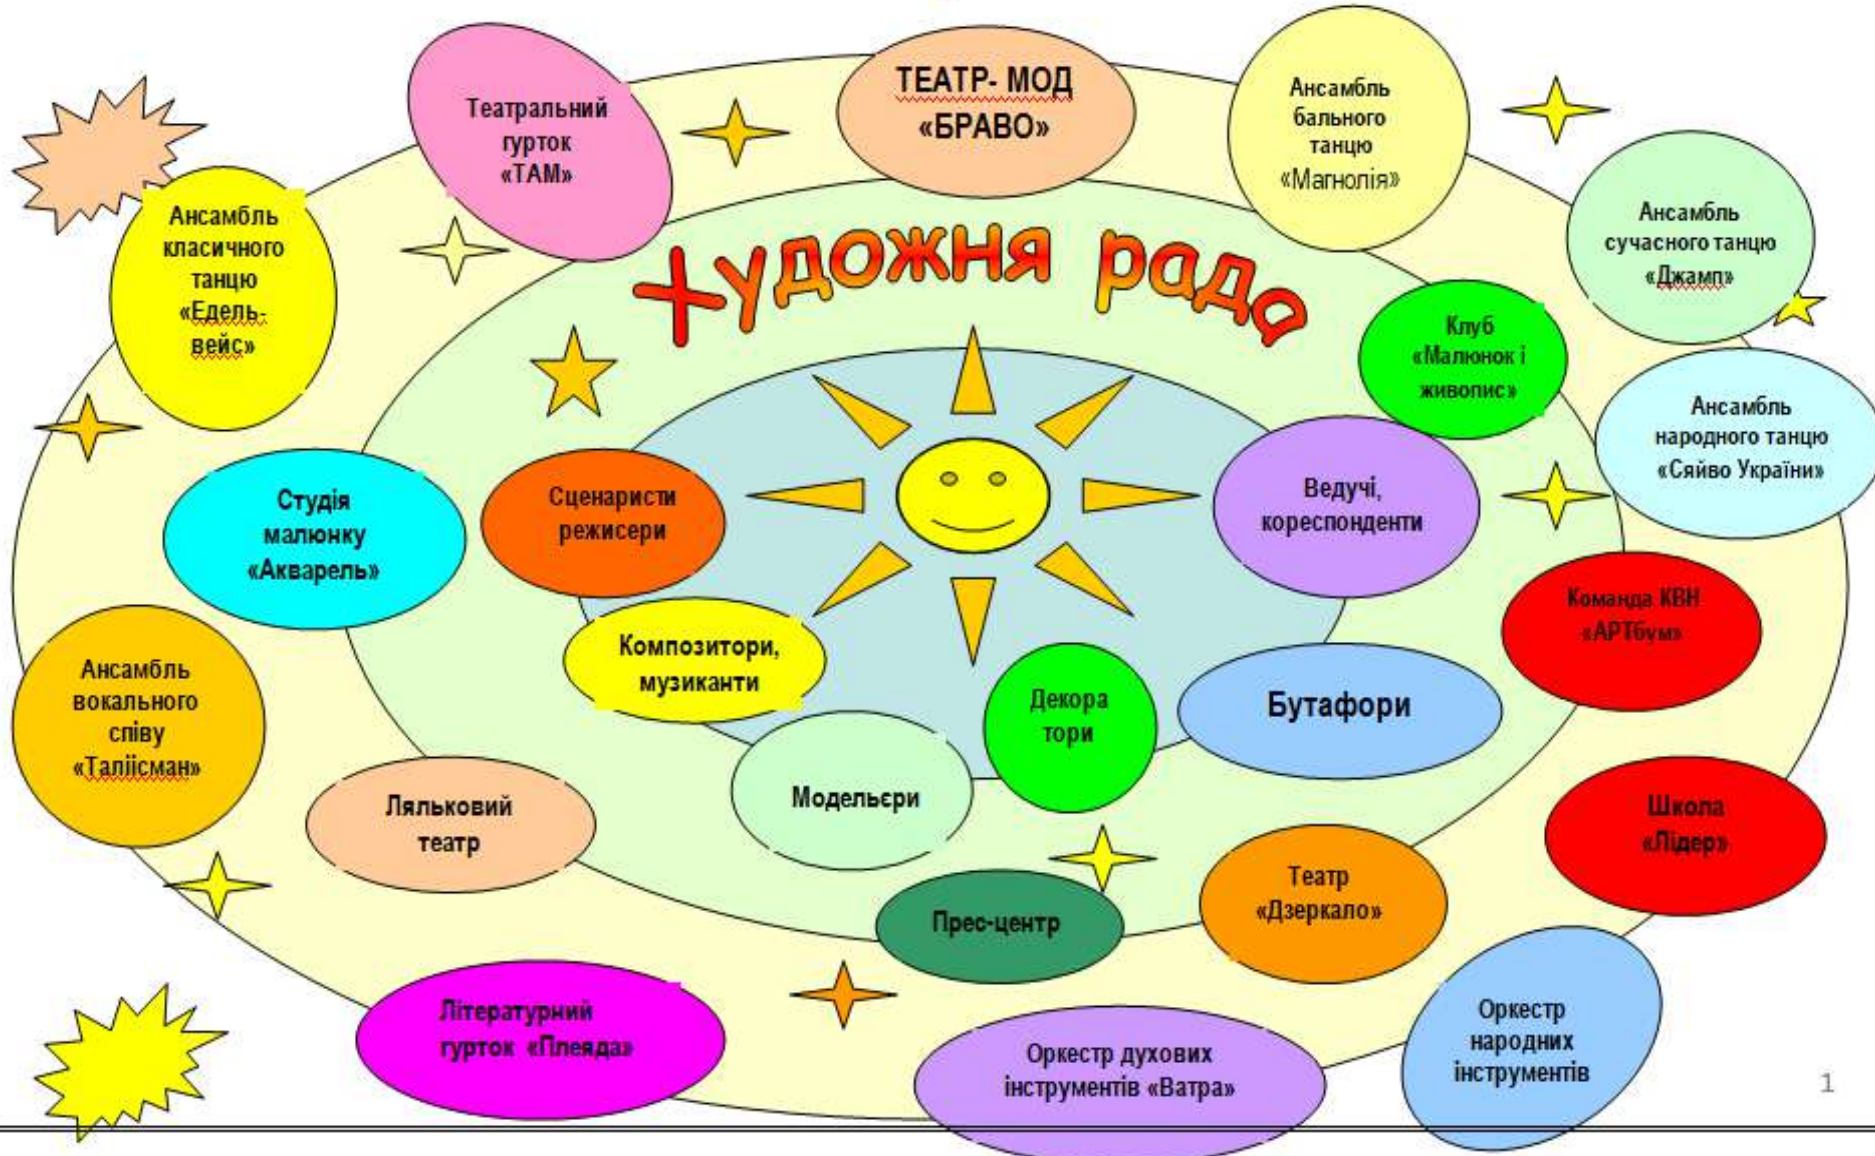 ТЕАТР- МОД
«БРАВО»
Театральний
гурток
«ТАМ»
Ансамбль
бального
танцю
«Магнолія»
Ансамбль
класичного
танцю
«Едель-
вейс»
Ансамбль
сучасного танцю
«Джамп»
Художня рада
Клуб
«Малюнок і
живопис»
Ансамбль
народного танцю
«Сяйво України»
Студія
малюнку
«Акварель»
Сценаристи
режисери
Ведучі,
кореспонденти
Команда КВН
«АРТбум»
Композитори,
музиканти
Декора
тори
Бутафори
Ансамбль
вокального
співу
«Таліісман»
Ляльковий
театр
Модельєри
Школа
«Лідер»
Театр
«Дзеркало»
Прес-центр
Літературний
гурток «Плеяда»
Оркестр духових
інструментів «Ватра»
Оркестр
народних
інструментів
1